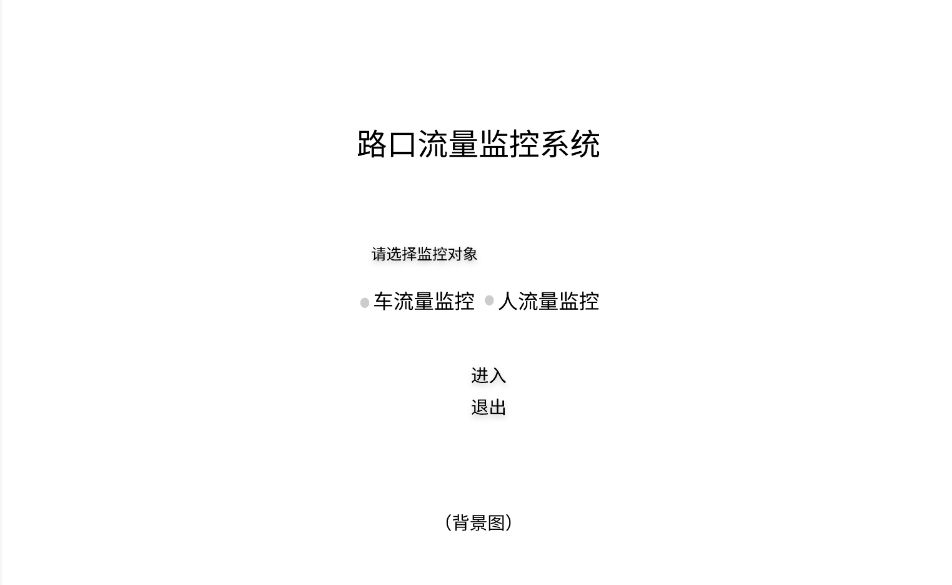 路口流量监控系统
请选择监控对象
车流量监控 人流量监控
进入
退出
（背景图）